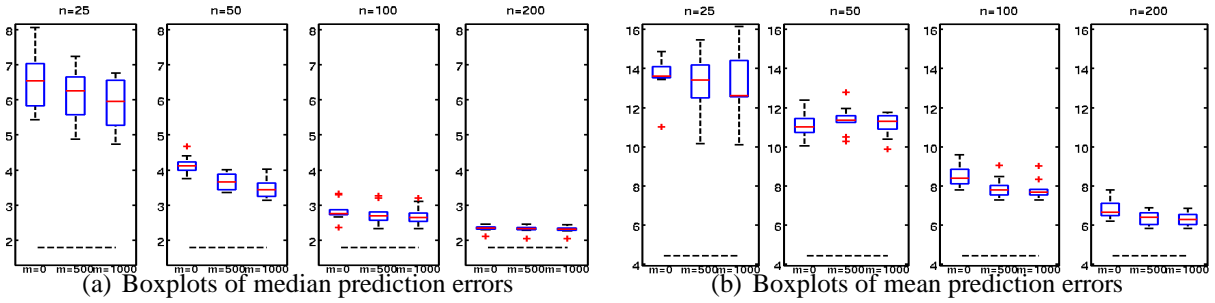 n=25 n=50 n=100 n=200 n=25 n=50 n=100 n=200
8 8 8 8 16 16 16 16
7 7 7 7 14 14 14 14
6 6 6 6 12 12 12 12
5 5 5 5 10 10 10 10
4 4 4 4 8 8 8 8
3 3 3 3 6 6 6 6
2 2 2 2 4 4 4 4
m=0 m=500 m=1000 m=0 m=500 m=1000 m=0 m=500 m=1000 m=0 m=500 m=1000 m=0 m=500 m=1000 m=0 m=500 m=1000 m=0 m=500 m=1000 m=0 m=500 m=1000
(a) Boxplots of median prediction errors (b) Boxplots of mean prediction errors